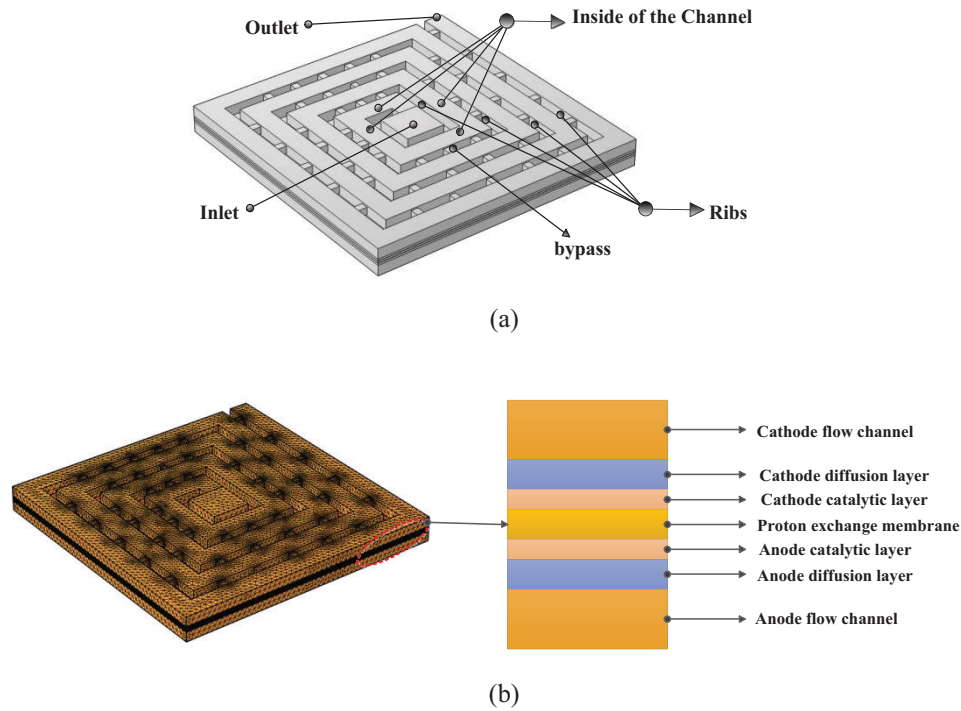 Outlet
Inside of the Channel
Inlet
Ribs
bypass
(a)
Cathode flow channel
Cathode diffusion layer
Cathode catalytic layer
Proton exchange membrane
Anode catalytic layer
Anode diffusion layer
Anode flow channel
(b)